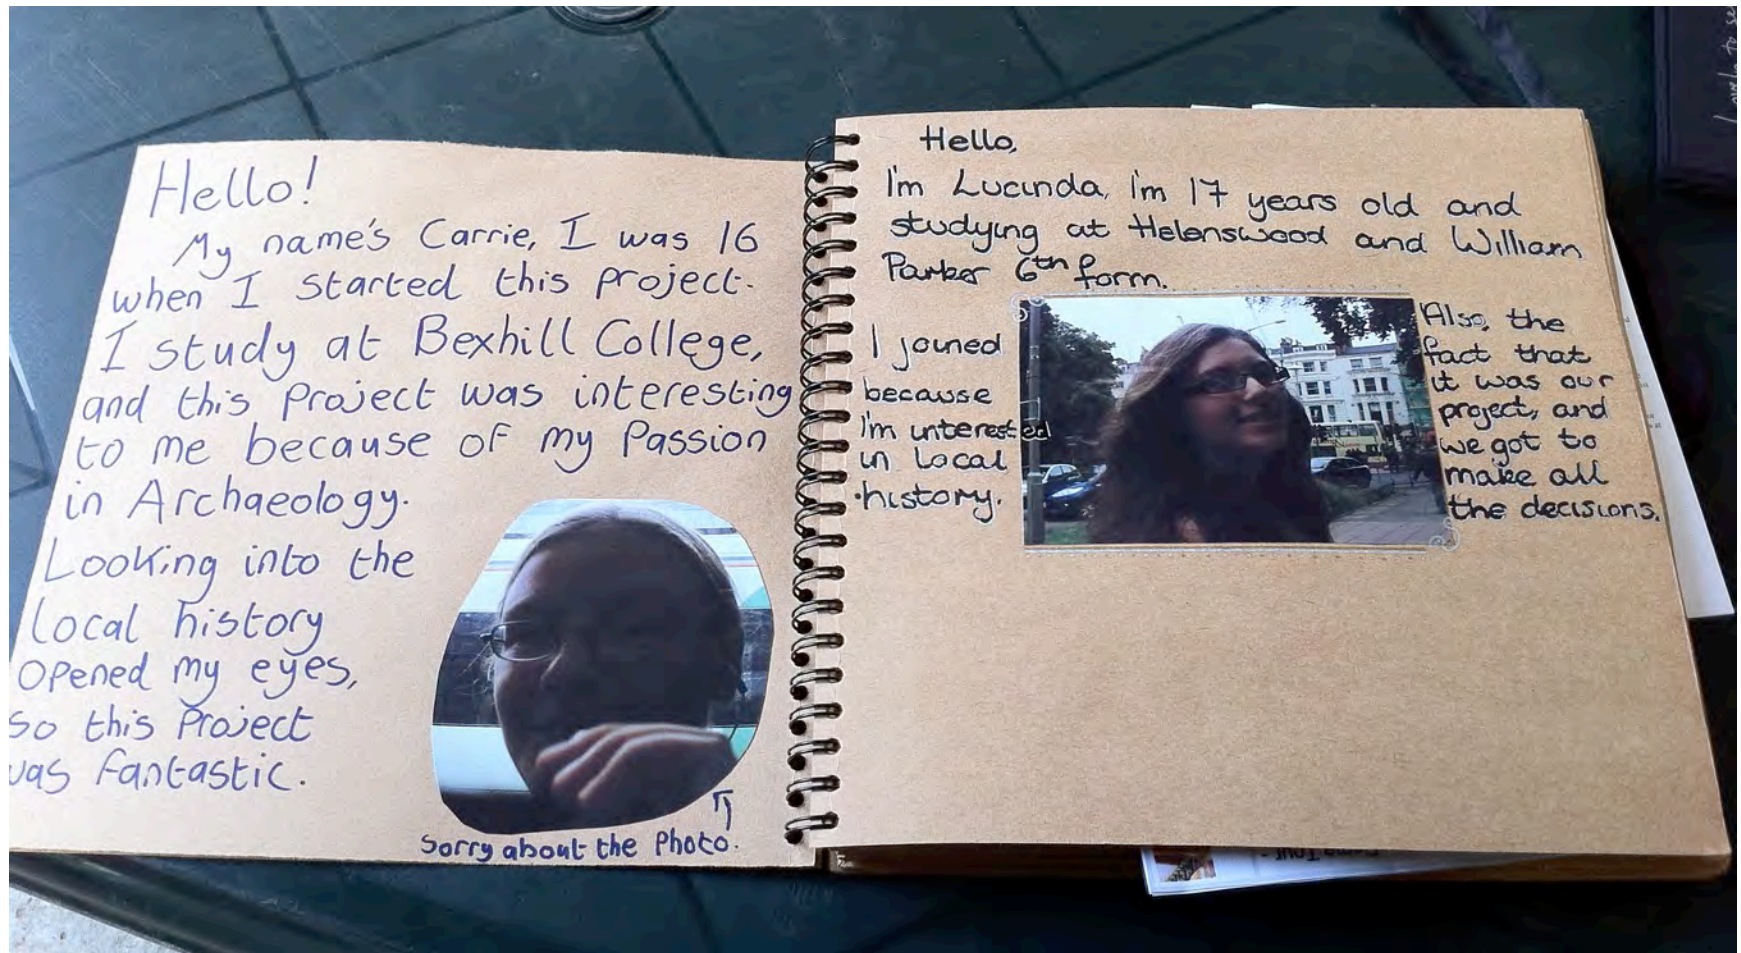 Hello!
My name's Carrie, I was 16
when I started this project.
I study at Bexhill College,
and this Project was interesting
to me because of my Passion
in Archaeology.
Looking into the
local history
opened my eyes,
so this Project
was fantastic.
Sorry about the Photo.
Hello,
I'm Lucinda, I'm 17 years old and
studying at Helenswood and William
Parker 6th form.
I joined
because
I'm interested
in local
history.
Also, the
fact that
it was our
project, and
we got to
make all
the decisions.